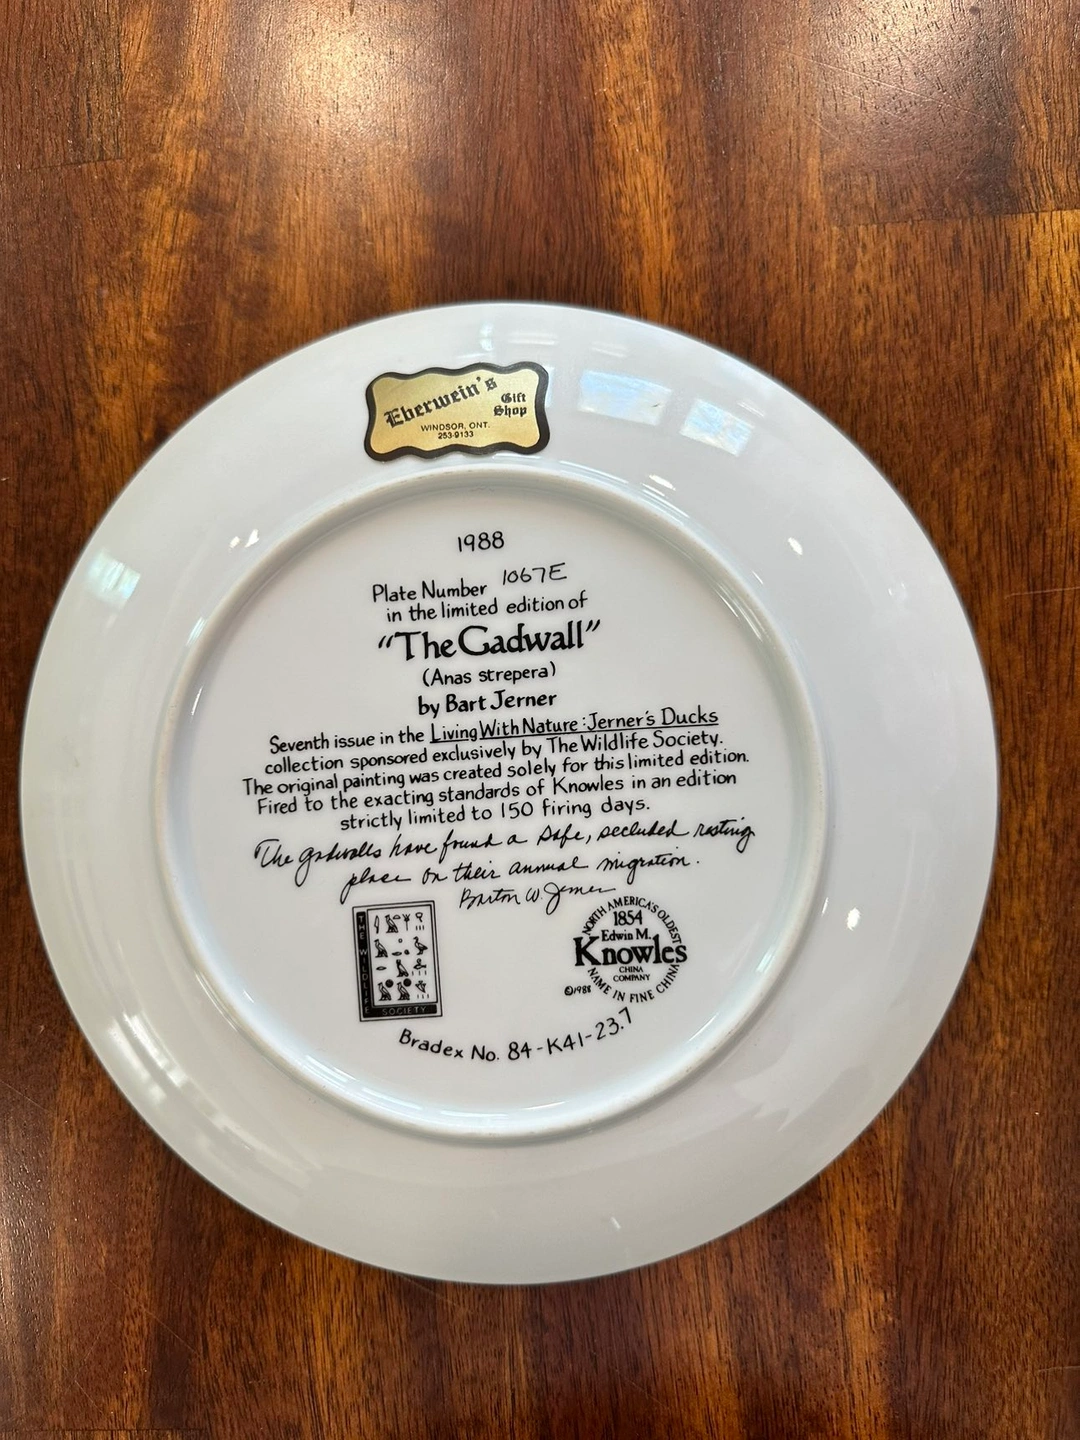 Eberwein's
Gift
Shop
WINDSOR, ONT.
253-9133
1988
Plate Number 1067E
in the limited edition of
"The Gadwall"
(Anas strepera)
by Bart Jerner
Seventh issue in the Living With Nature: Jerner's Ducks
collection sponsored exclusively by The Wildlife Society.
The original painting was created solely for this limited edition.
Fired to the exacting standards of Knowles in an edition
strictly limited to 150 firing days.
The gadwalls have found a safe, secluded resting
place on their annual migration.
Barton W. Jerner
THE WILDLIFE
SOCIETY
NORTH AMERICA'S OLDEST
1854
Edwin M.
Knowles
CHINA
COMPANY
NAME IN FINE CHINA
©1988
Bradex No. 84-K41-23.7